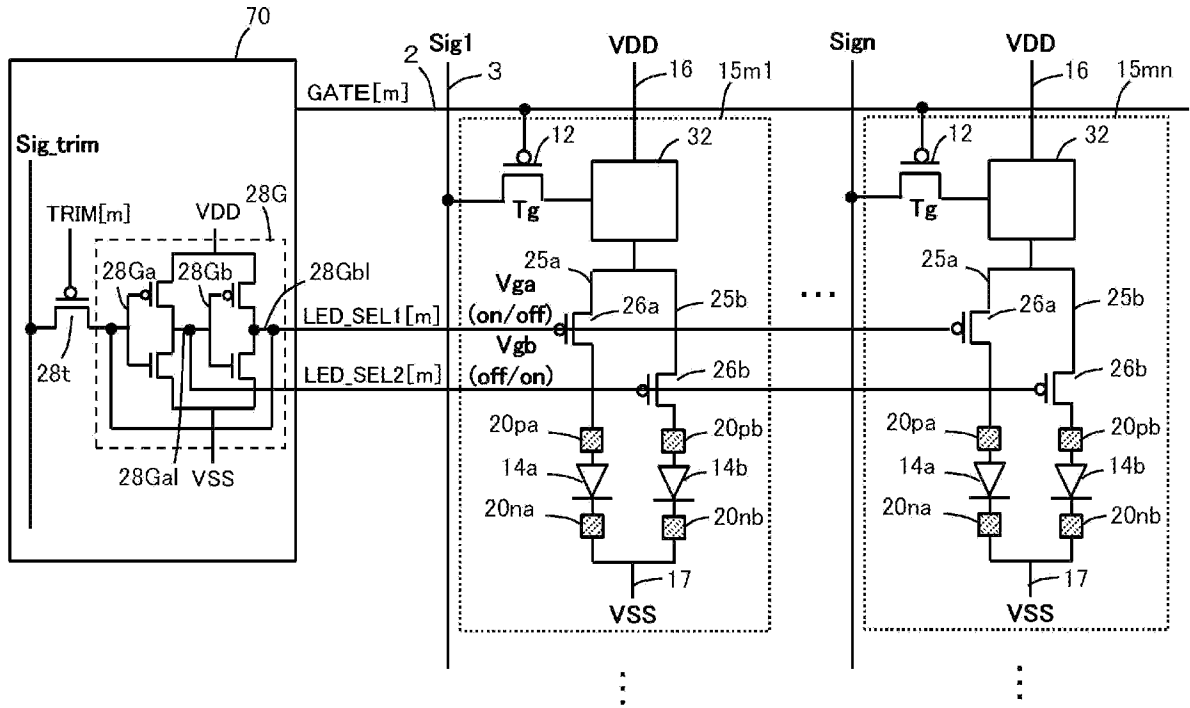 70
Sig1
VDD
Sign
VDD
2
3
16
15m1
16
15mn
GATE[m]
12
32
12
Sig_trim
Tg
Tg
TRIM[m]
28G
VDD
28Ga
28Gb
28Gbl
25a
Vga
26a
25b
...
25a
26a
25b
LED_SEL1[m]
(on/off)
Vgb
28t
LED_SEL2[m]
(off/on)
26b
26b
20pa
20pb
20pa
20pb
28Gal
VSS
14a
14b
14a
14b
20na
20nb
20na
20nb
17
17
VSS
VSS